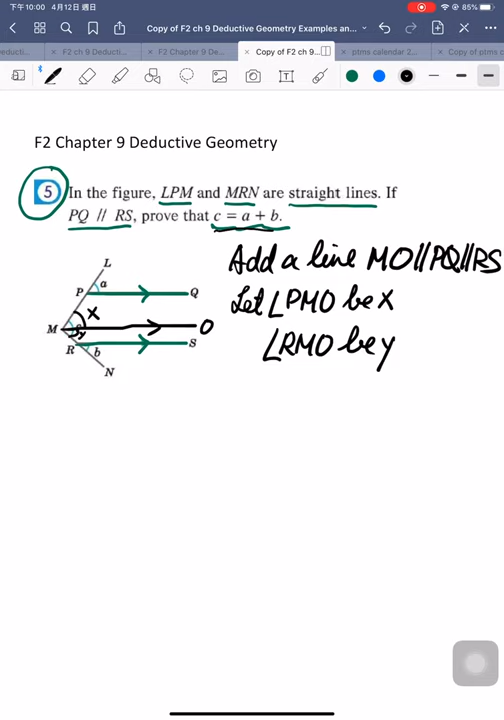 下午10:00 4月12日 週日
85%
Copy of F2 ch 9 Deductive Geometry Examples an
F2 ch 9 Deducti...
F2 Chapter 9 De...
Copy of F2 ch 9...
ptms calendar 2...
Copy of ptms
F2 Chapter 9 Deductive Geometry
5 In the figure, LPM and MRN are straight lines. If
PQ // RS, prove that c = a + b.
Add a line MO//PQ//RS
Let ∠PMO be x
∠RMO be y
L
P a Q
x
M O
y
R b S
N